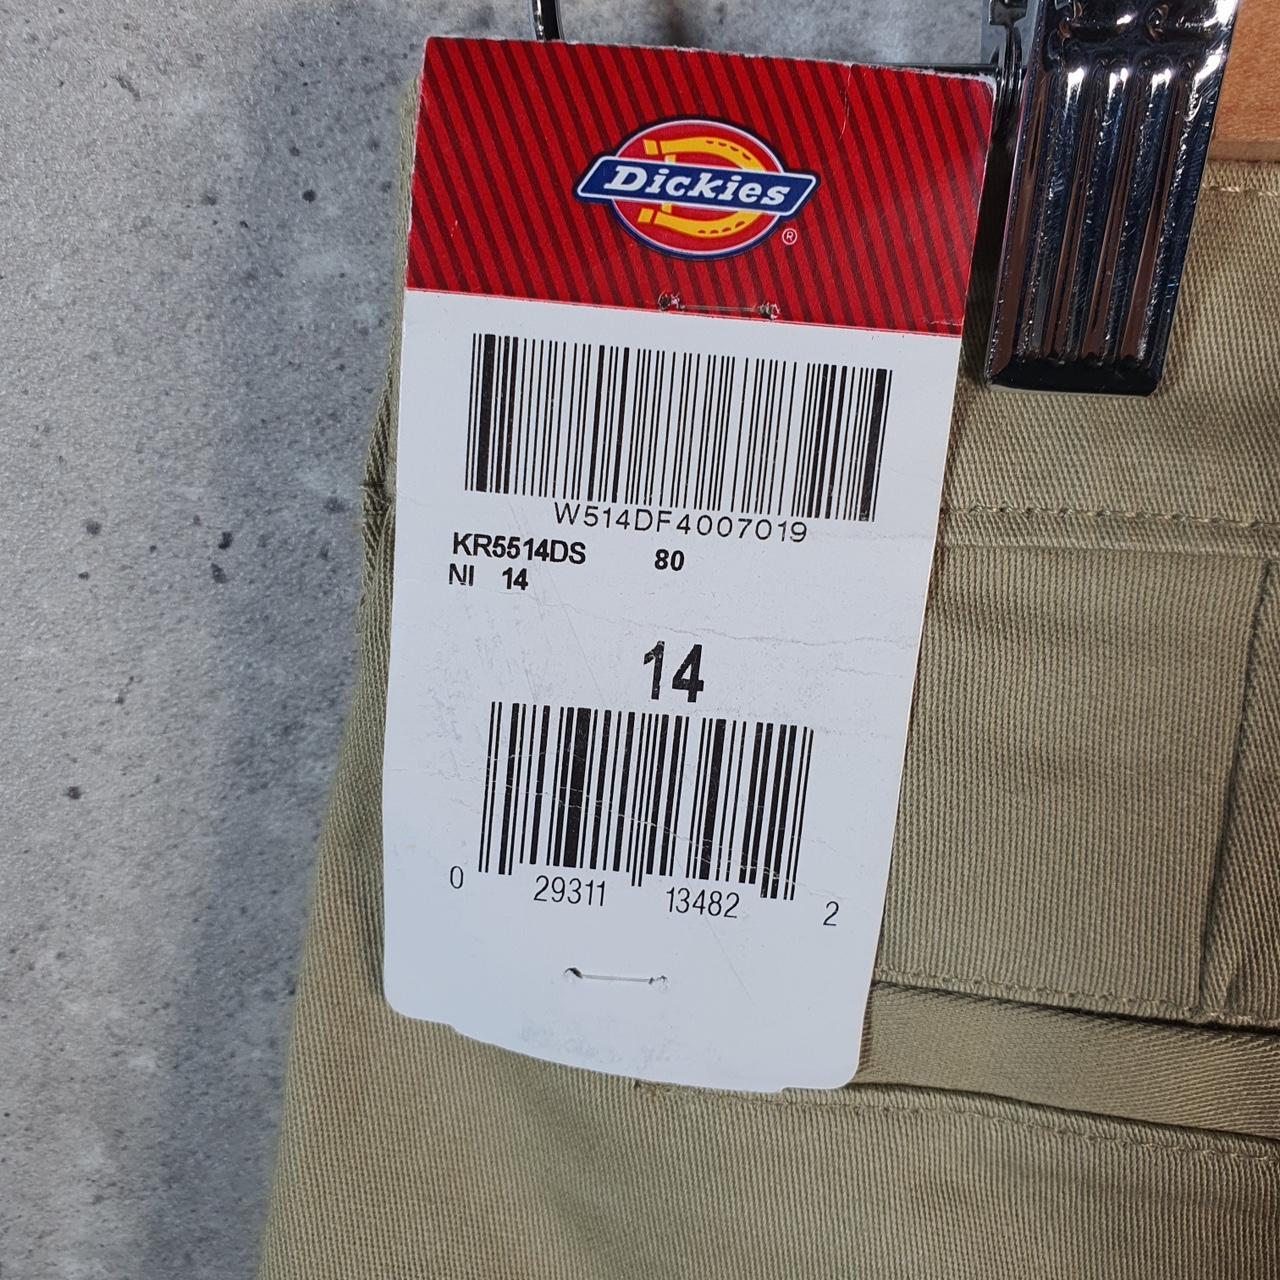 Dickies
®
W514DF4007019
KR5514DS 80
NI 14
14
0 29311 13482 2